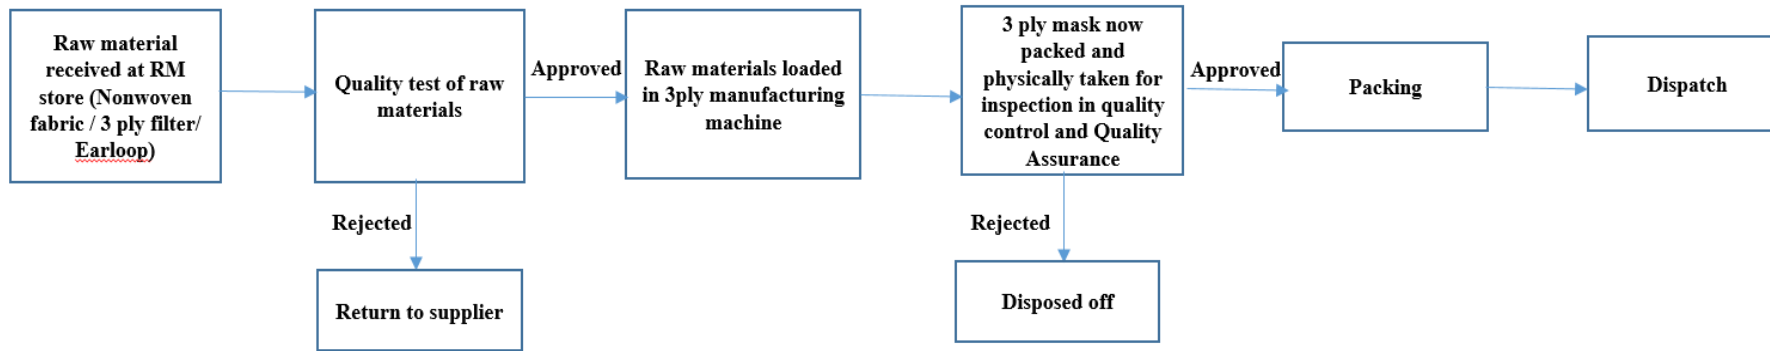 Raw material
received at RM
store (Nonwoven
fabric / 3 ply filter/
Earloop)
Quality test of raw
materials
Approved
Raw materials loaded
in 3ply manufacturing
machine
3 ply mask now
packed and
physically taken for
inspection in quality
control and Quality
Assurance
Approved
Packing
Dispatch
Rejected
Return to supplier
Rejected
Disposed off